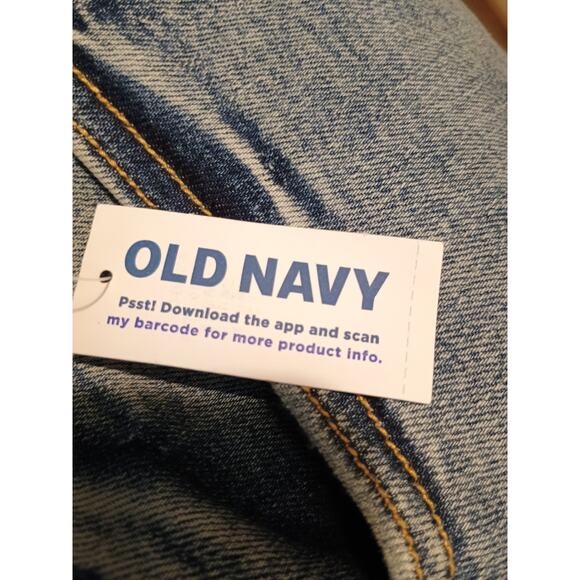 OLD NAVY
Psst! Download the app and scan
my barcode for more product info.